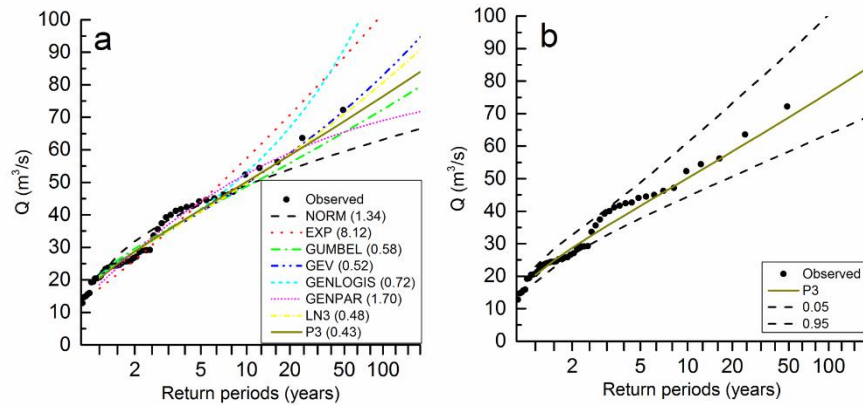 a
Q (m³/s)
100
90
80
70
60
50
40
30
20
10
0
2
5
10
20
50
100
Return periods (years)
Observed
NORM (1.34)
EXP (8.12)
GUMBEL (0.58)
GEV (0.52)
GENLOGIS (0.72)
GENPAR (1.70)
LN3 (0.48)
P3 (0.43)
b
Q (m³/s)
100
90
80
70
60
50
40
30
20
10
0
2
5
10
20
50
100
Return periods (years)
Observed
P3
0.05
0.95